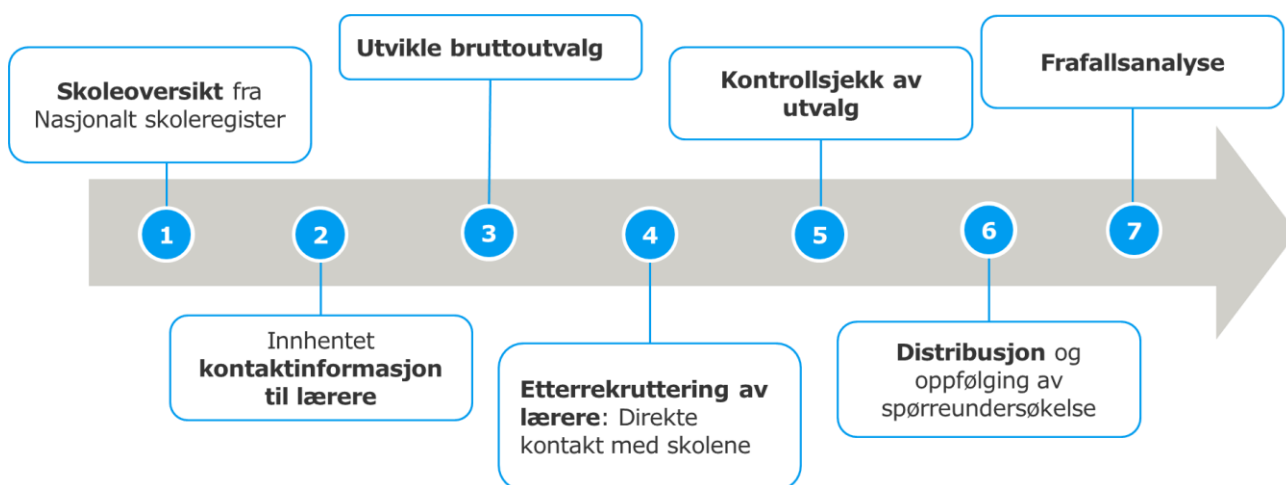 Skoleoversikt fra
Nasjonalt skoleregister
1
Innhentet
kontaktinformasjon
til lærere
2
Utvikle bruttoutvalg
3
Etterrekruttering av
lærere: Direkte
kontakt med skolene
4
Kontrollsjekk av
utvalg
5
Distribusjon og
oppfølging av
spørreundersøkelse
6
Frafallsanalyse
7